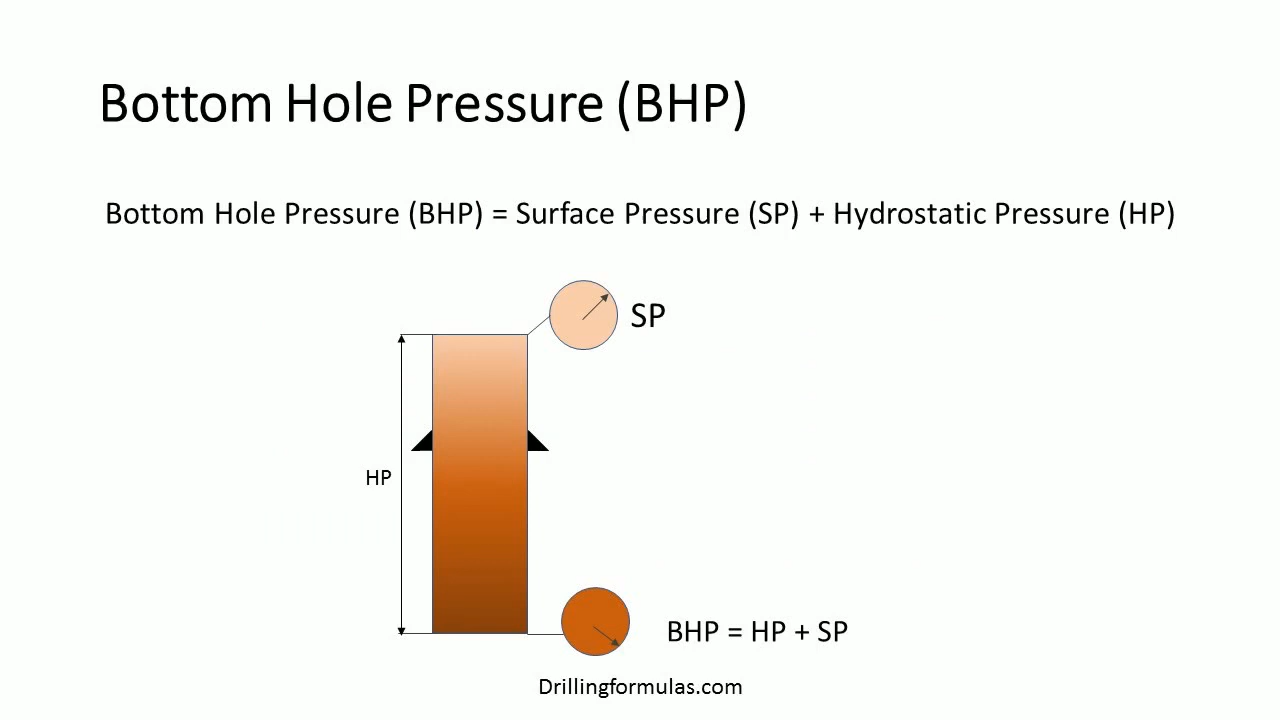 Bottom Hole Pressure (BHP)
Bottom Hole Pressure (BHP) = Surface Pressure (SP) + Hydrostatic Pressure (HP)
SP
HP
BHP = HP + SP
Drillingformulas.com